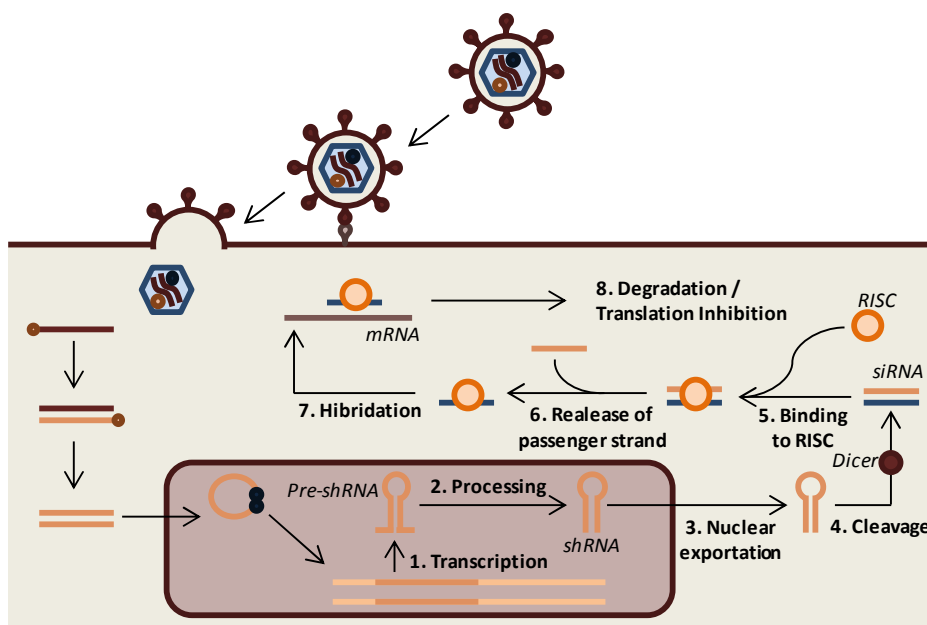 8. Degradation /
Translation Inhibition
RISC
mRNA
siRNA
7. Hibridation
6. Realease of
passenger strand
5. Binding
to RISC
Dicer
Pre-shRNA
2. Processing
shRNA
3. Nuclear
exportation
4. Cleavage
1. Transcription